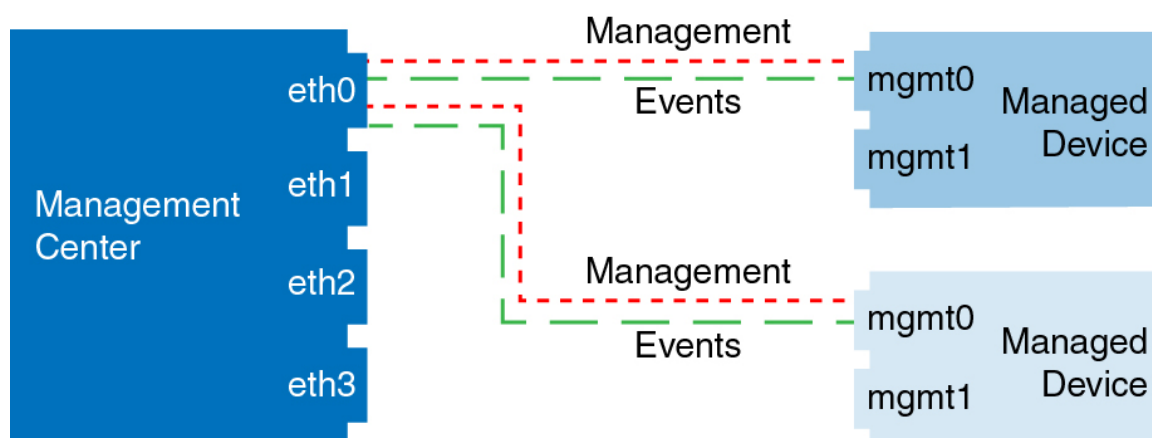 Management
Center
eth0
eth1
eth2
eth3
Management
Events
mgmt0
mgmt1
Managed
Device
Management
Events
mgmt0
mgmt1
Managed
Device